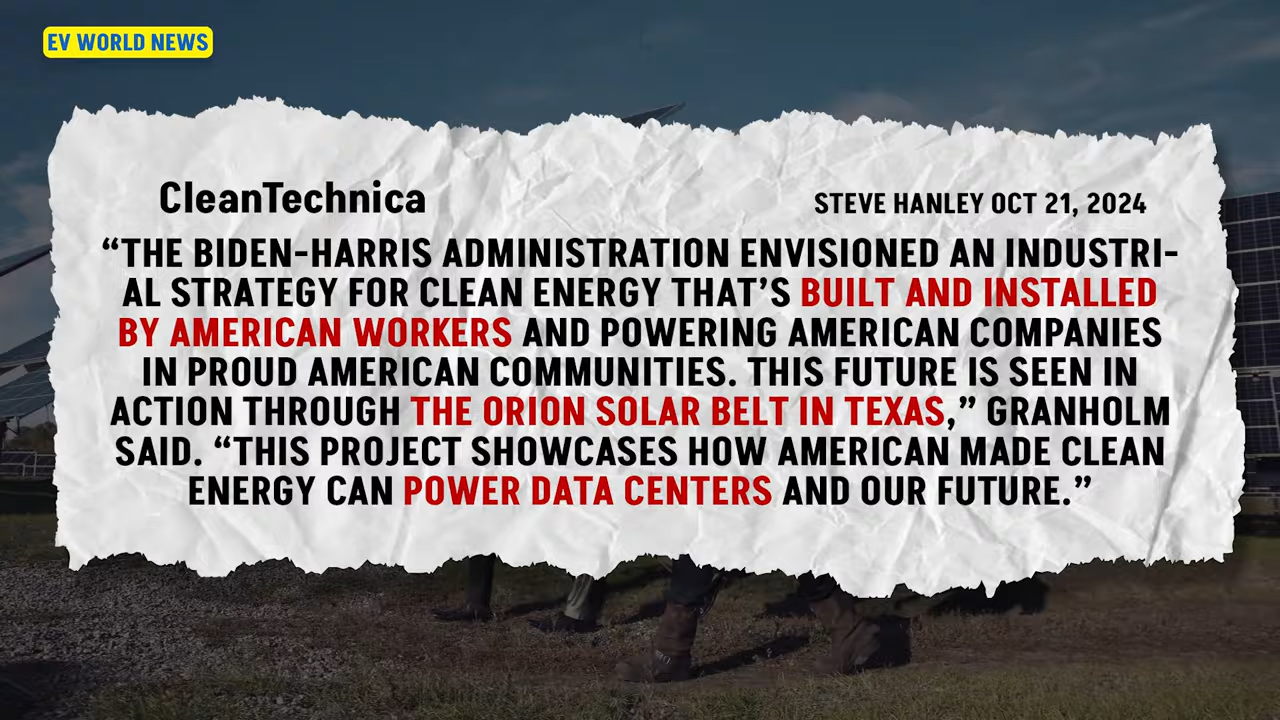 EV WORLD NEWS
CleanTechnica
STEVE HANLEY OCT 21, 2024
“THE BIDEN-HARRIS ADMINISTRATION ENVISIONED AN INDUSTRI-
AL STRATEGY FOR CLEAN ENERGY THAT’S BUILT AND INSTALLED
BY AMERICAN WORKERS AND POWERING AMERICAN COMPANIES
IN PROUD AMERICAN COMMUNITIES. THIS FUTURE IS SEEN IN
ACTION THROUGH THE ORION SOLAR BELT IN TEXAS,” GRANHOLM
SAID. “THIS PROJECT SHOWCASES HOW AMERICAN MADE CLEAN
ENERGY CAN POWER DATA CENTERS AND OUR FUTURE.”